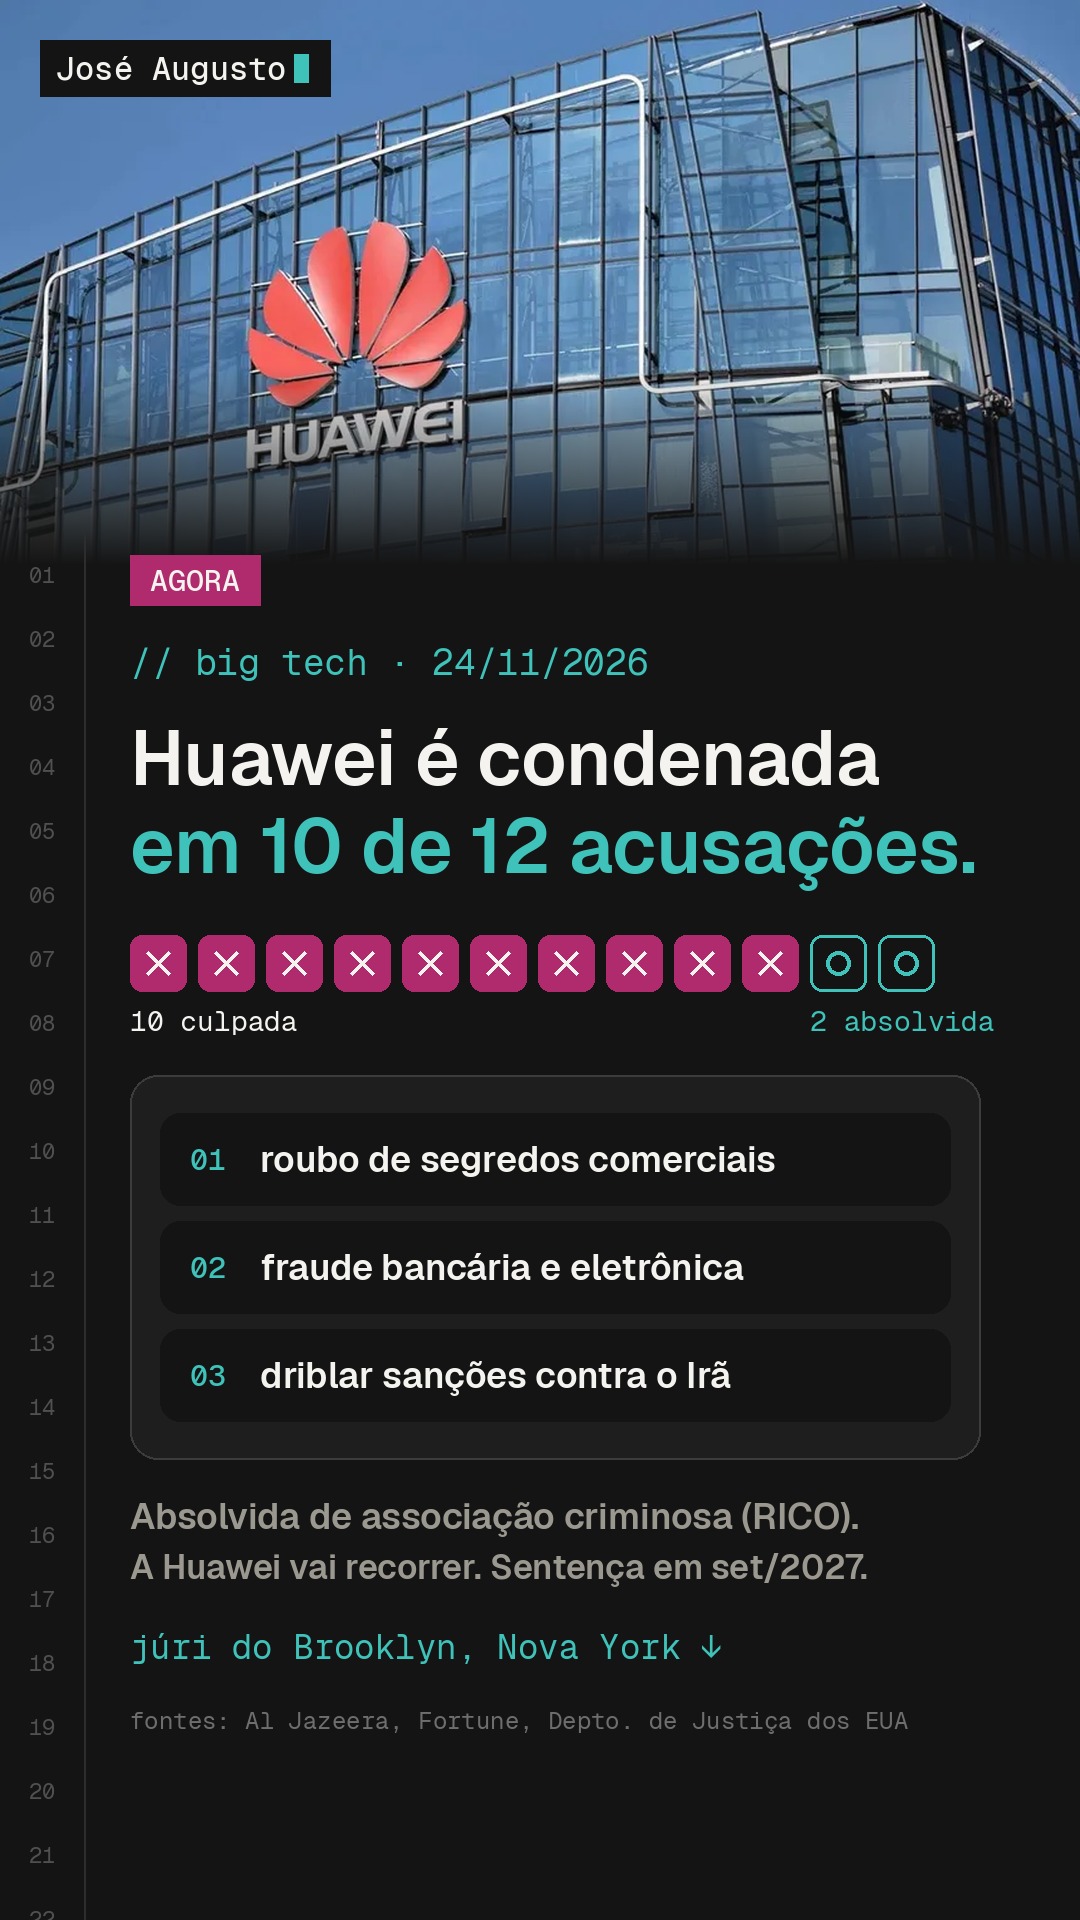 José Augusto
HUAWEI
AGORA
// big tech · 24/11/2026
Huawei é condenada
em 10 de 12 acusações.
10 culpada
2 absolvida
01 roubo de segredos comerciais
02 fraude bancária e eletrônica
03 driblar sanções contra o Irã
Absolvida de associação criminosa (RICO).
A Huawei vai recorrer. Sentença em set/2027.
júri do Brooklyn, Nova York ↓
fontes: Al Jazeera, Fortune, Depto. de Justiça dos EUA
01
02
03
04
05
06
07
08
09
10
11
12
13
14
15
16
17
18
19
20
21
22